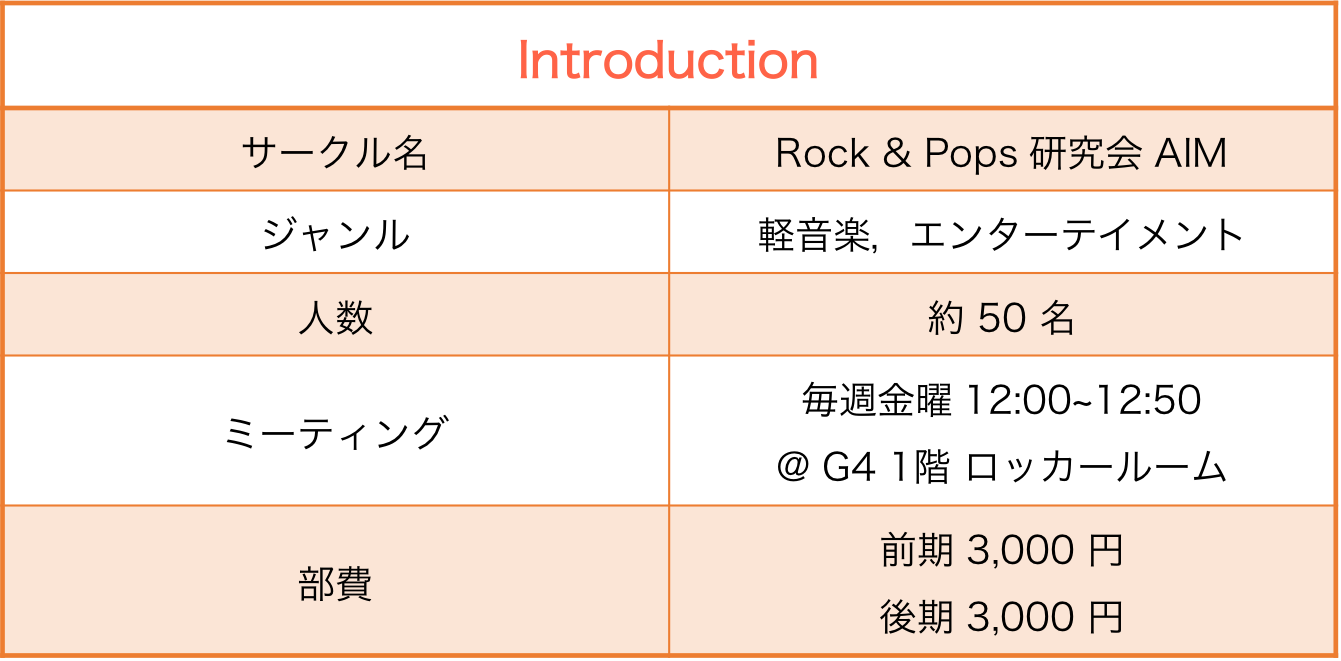 Introduction
サークル名
Rock & Pops 研究会 AIM
ジャンル
軽音楽，エンターテイメント
人数
約 50 名
ミーティング
毎週金曜 12:00~12:50
@ G4 1階 ロッカールーム
部費
前期 3,000 円
後期 3,000 円